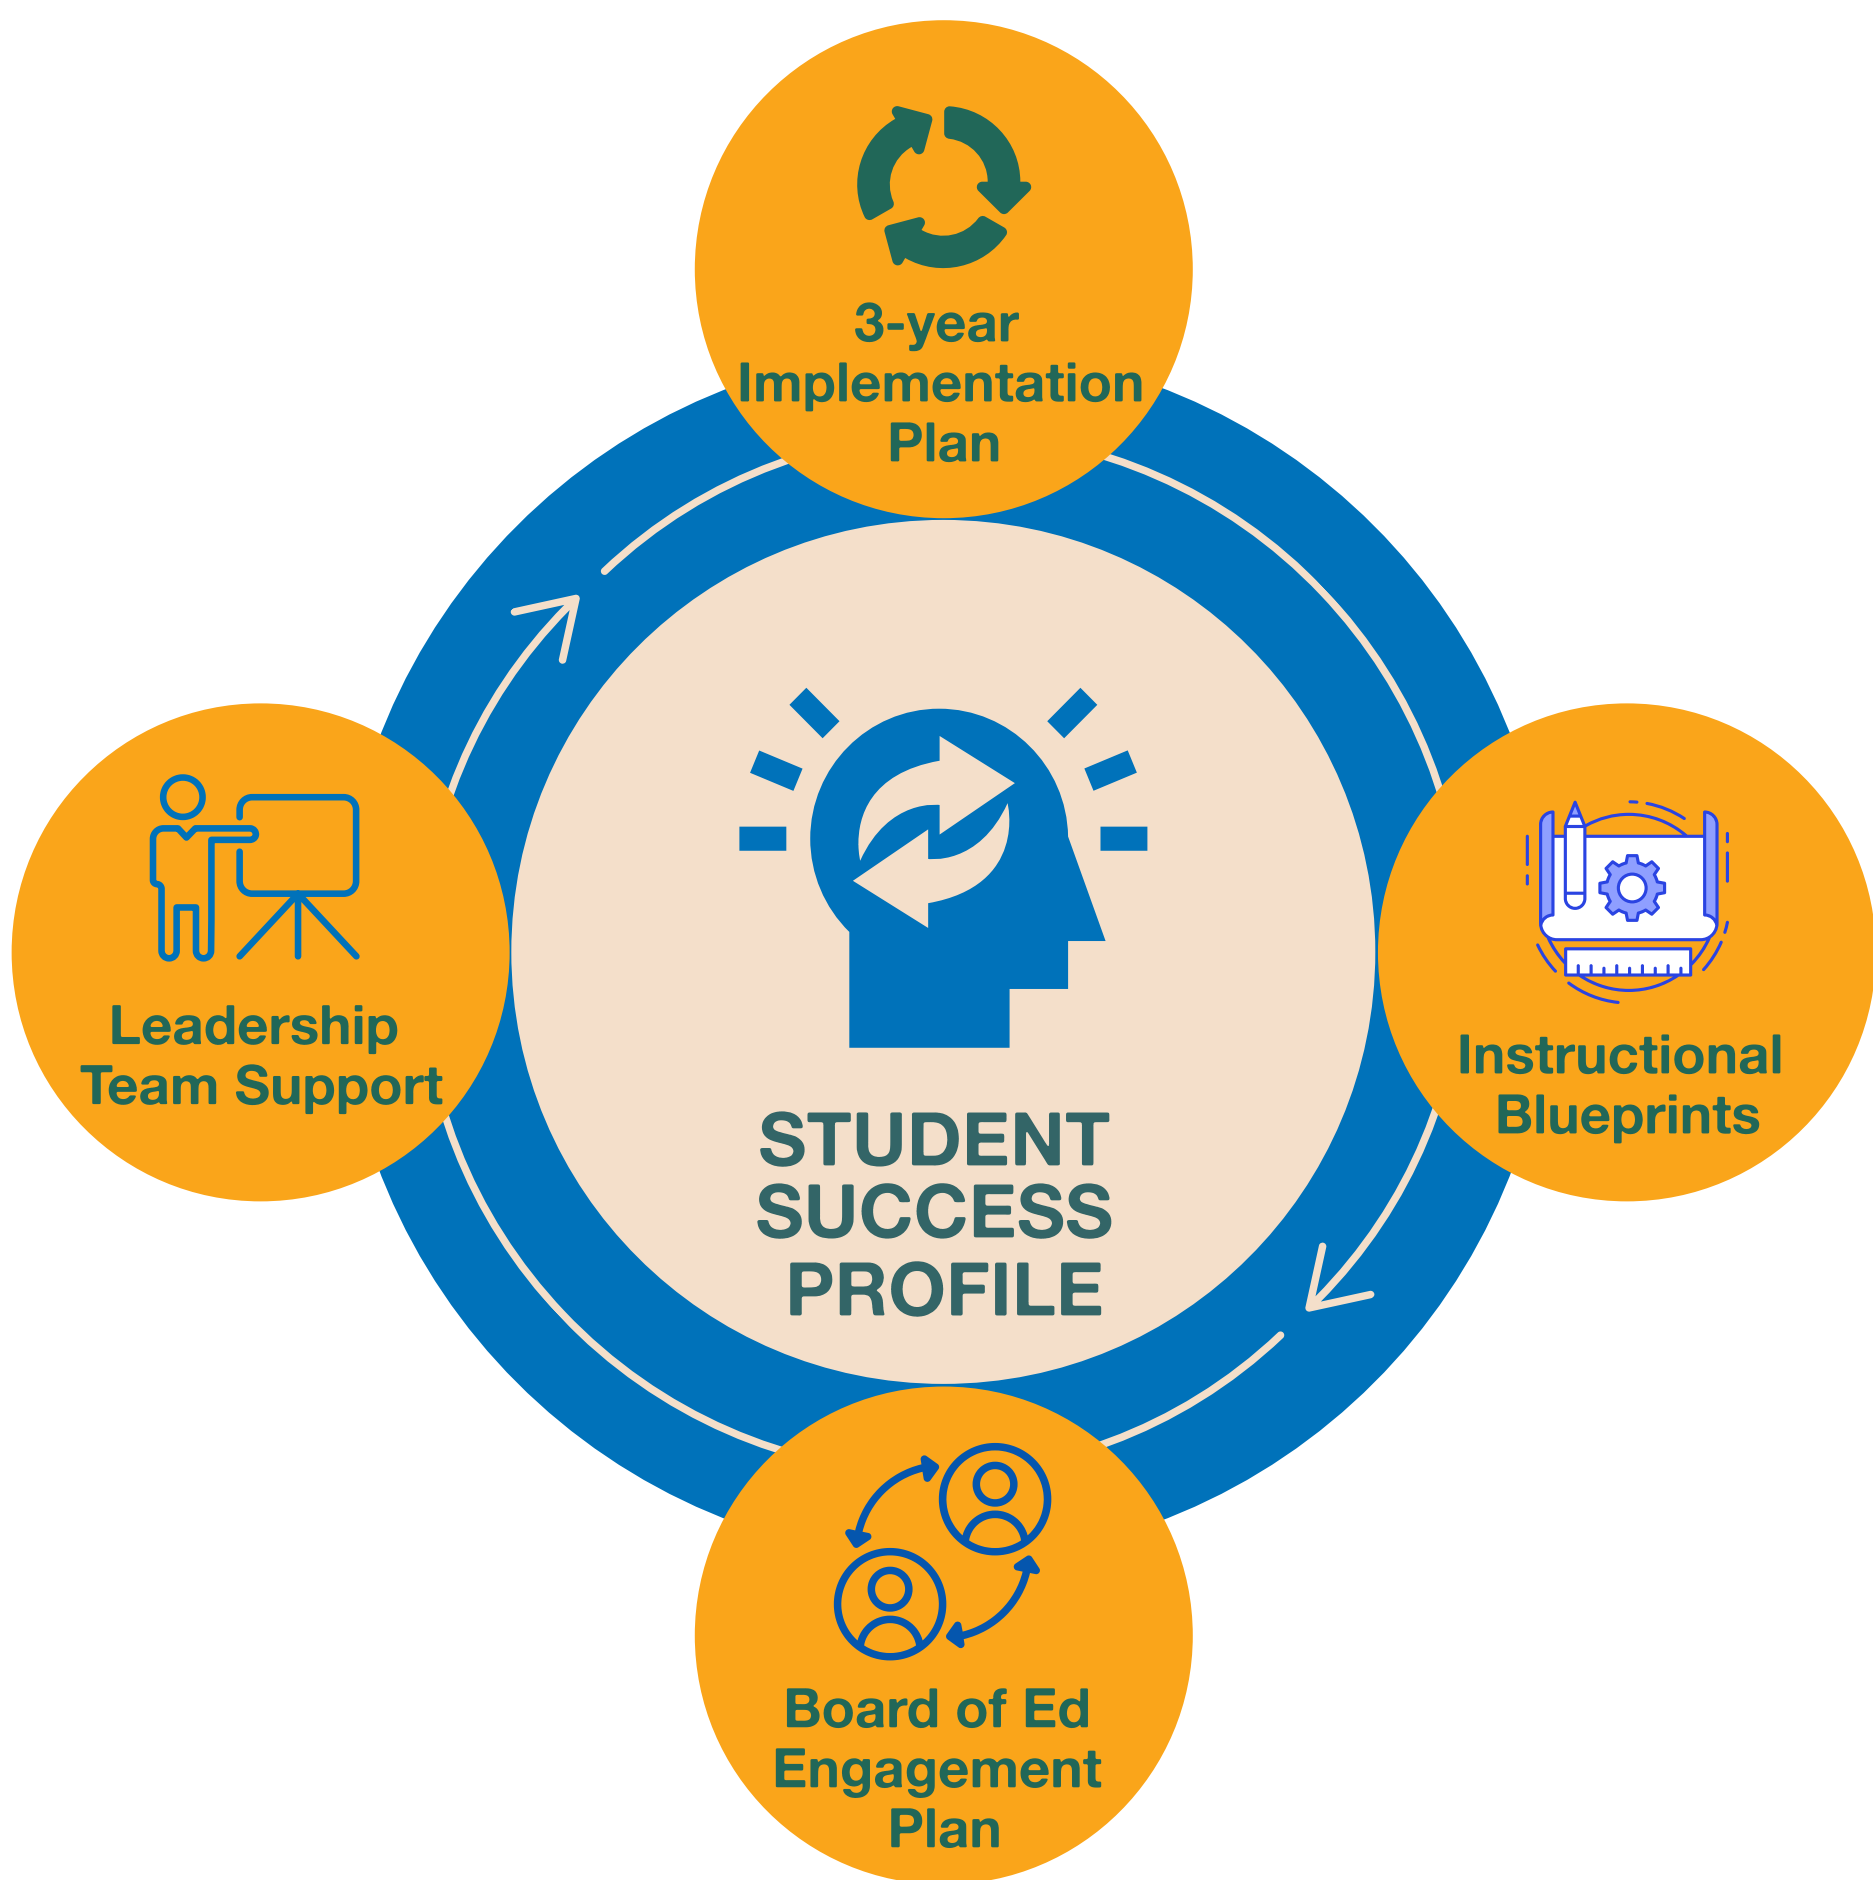 3-year
Implementation
Plan
Leadership
Team Support
Instructional
Blueprints
STUDENT
SUCCESS
PROFILE
Board of Ed
Engagement
Plan